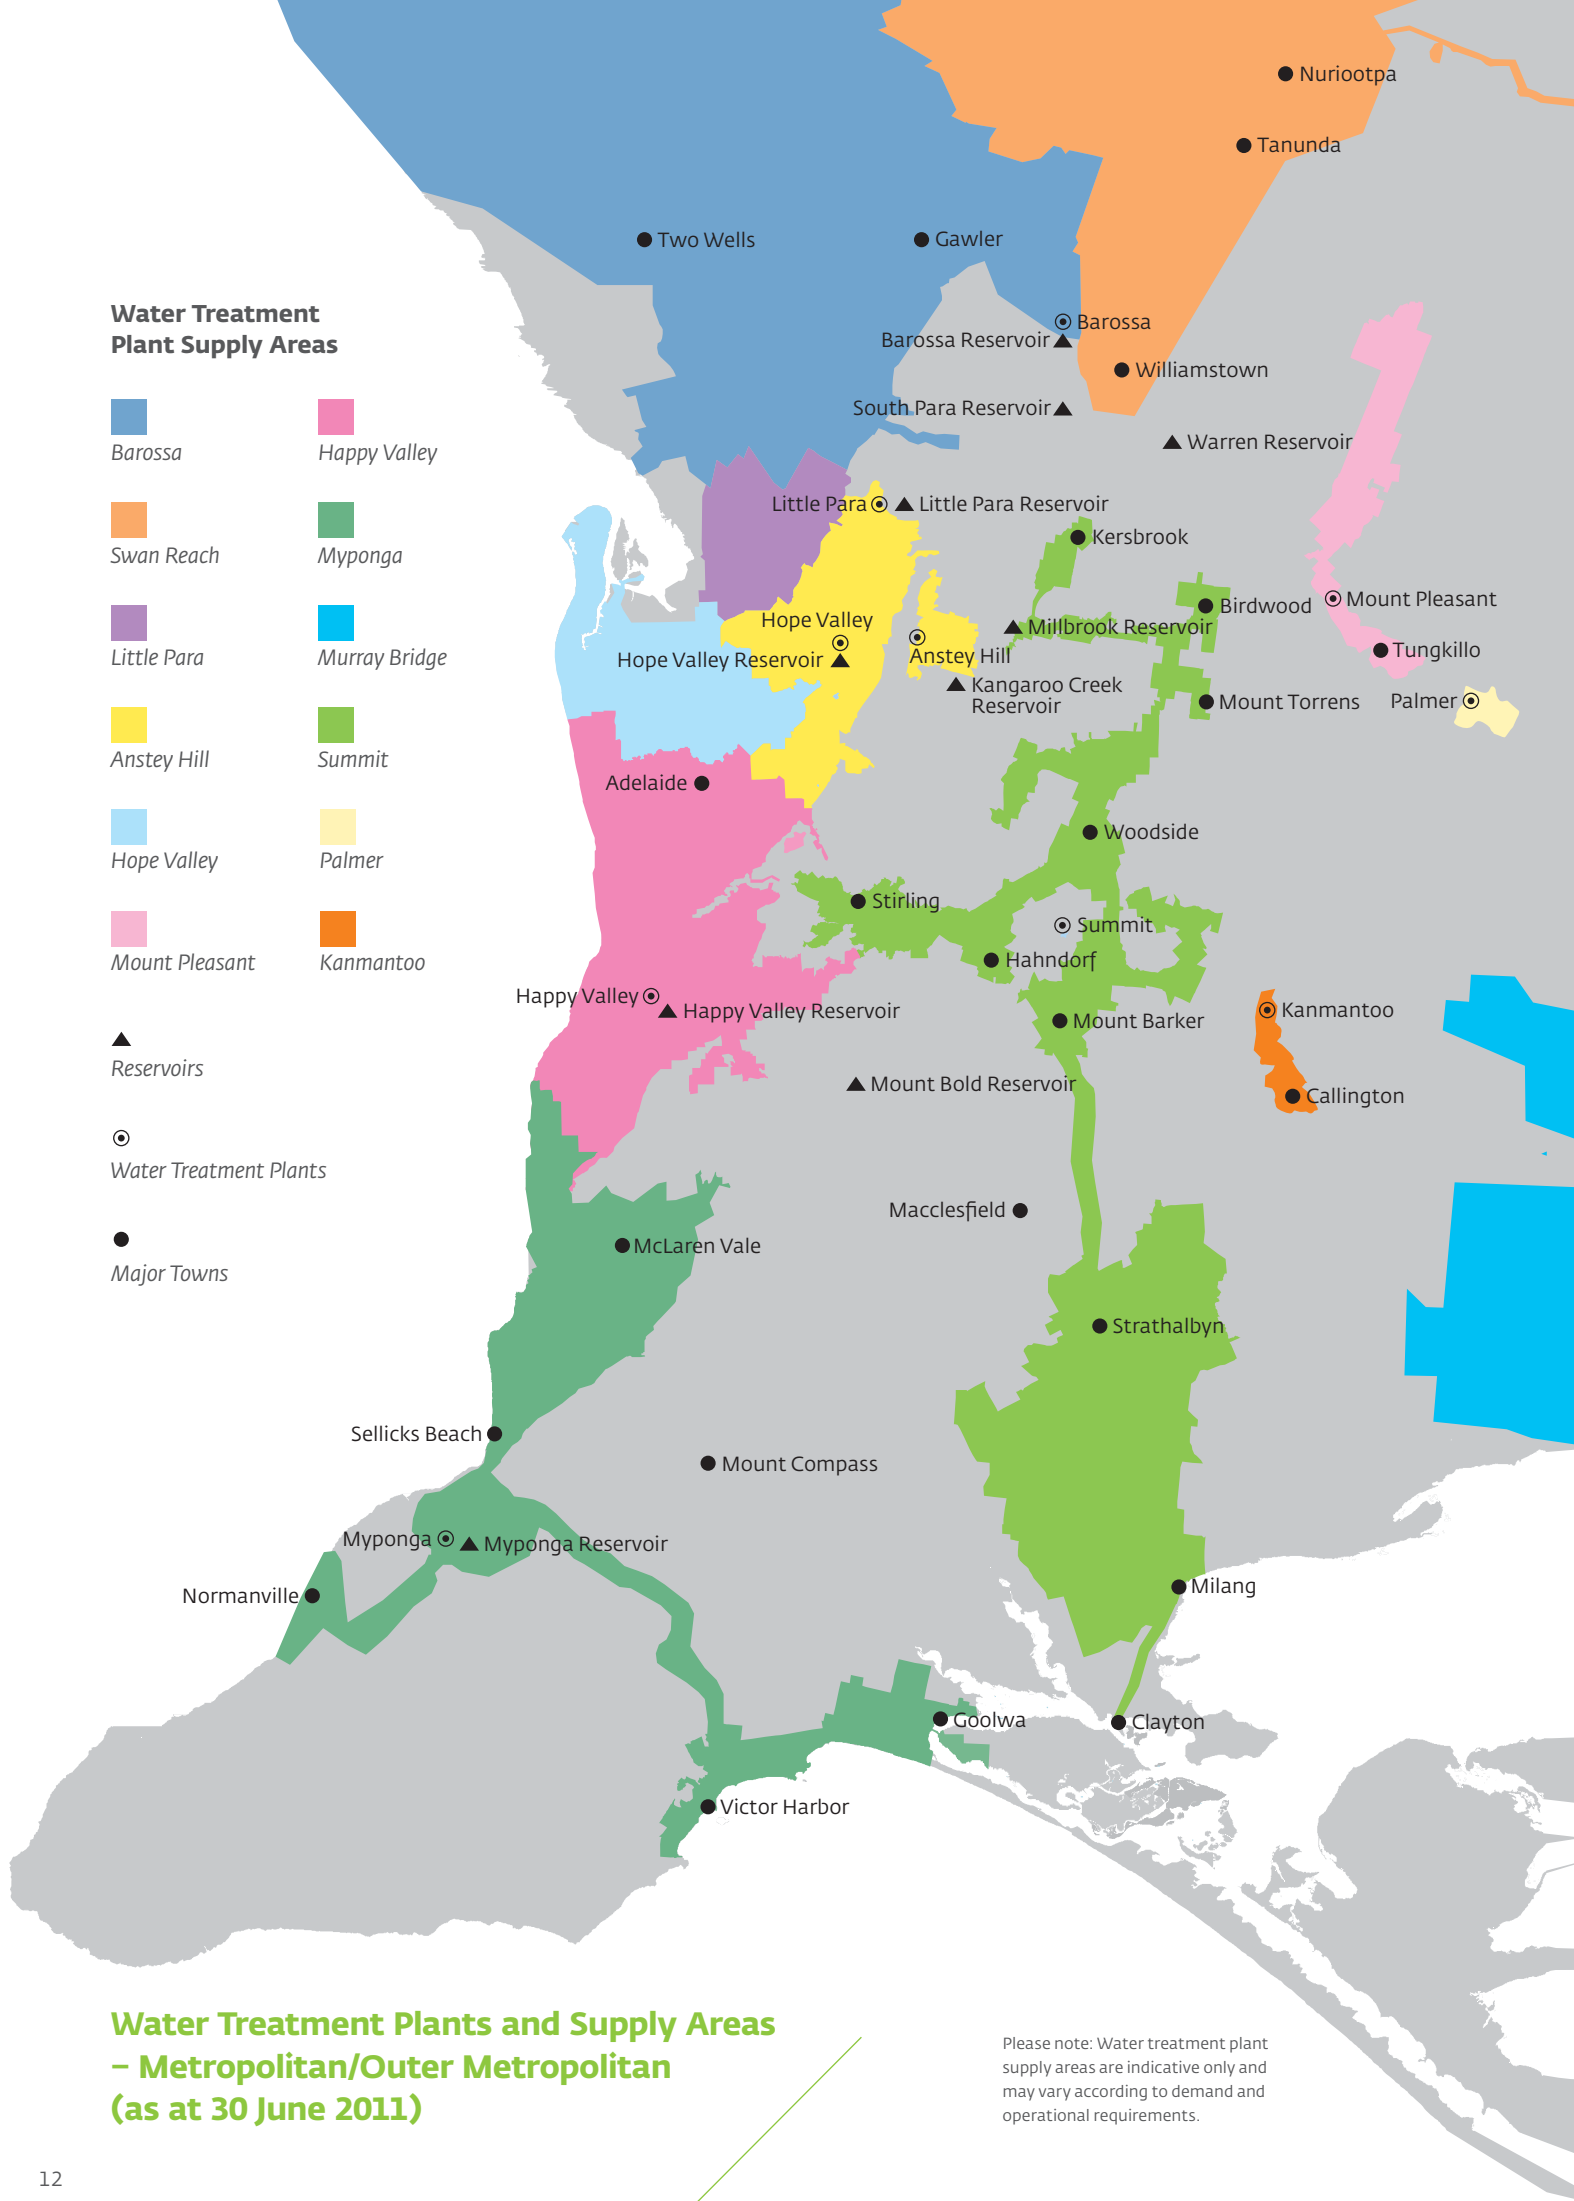 Nuriootpa
Tanunda
Two Wells
Gawler
Water Treatment
Plant Supply Areas
Barossa
Barossa Reservoir
Williamstown
South Para Reservoir
Warren Reservoir
Barossa
Happy Valley
Little Para
Little Para Reservoir
Kersbrook
Swan Reach
Myponga
Mount Pleasant
Birdwood
Hope Valley
Millbrook Reservoir
Little Para
Murray Bridge
Hope Valley Reservoir
Anstey Hill
Tungkillo
Kangaroo Creek
Reservoir
Mount Torrens
Palmer
Anstey Hill
Summit
Adelaide
Woodside
Hope Valley
Palmer
Stirling
Summit
Hahndorf
Mount Pleasant
Kanmantoo
Happy Valley
Happy Valley Reservoir
Kanmantoo
Mount Barker
Reservoirs
Mount Bold Reservoir
Callington
Water Treatment Plants
Macclesfield
McLaren Vale
Major Towns
Strathalbyn
Sellicks Beach
Mount Compass
Myponga
Myponga Reservoir
Normanville
Milang
Goolwa
Clayton
Victor Harbor
Water Treatment Plants and Supply Areas
– Metropolitan/Outer Metropolitan
(as at 30 June 2011)
Please note: Water treatment plant
supply areas are indicative only and
may vary according to demand and
operational requirements.
12